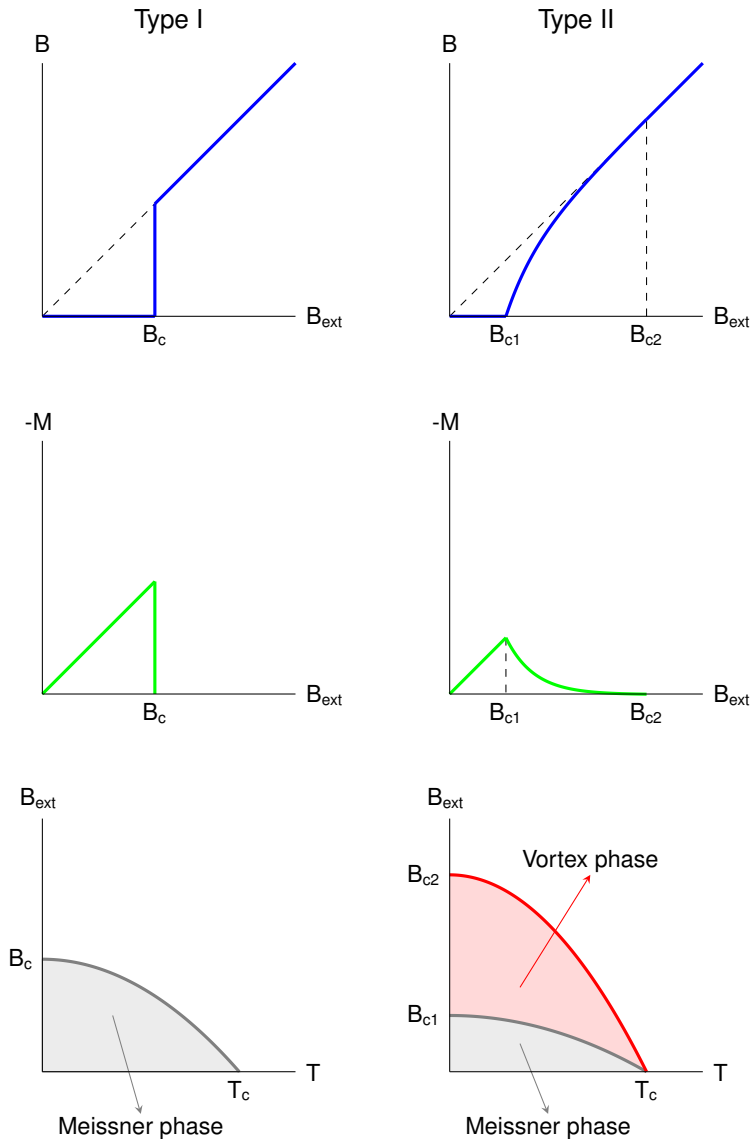 Type I
Type II
B
B
B_ext
B_c
B_ext
B_c1
B_c2
-M
-M
B_ext
B_c
B_ext
B_c1
B_c2
B_ext
B_ext
Vortex phase
B_c2
B_c
B_c1
T
T_c
T
T_c
Meissner phase
Meissner phase